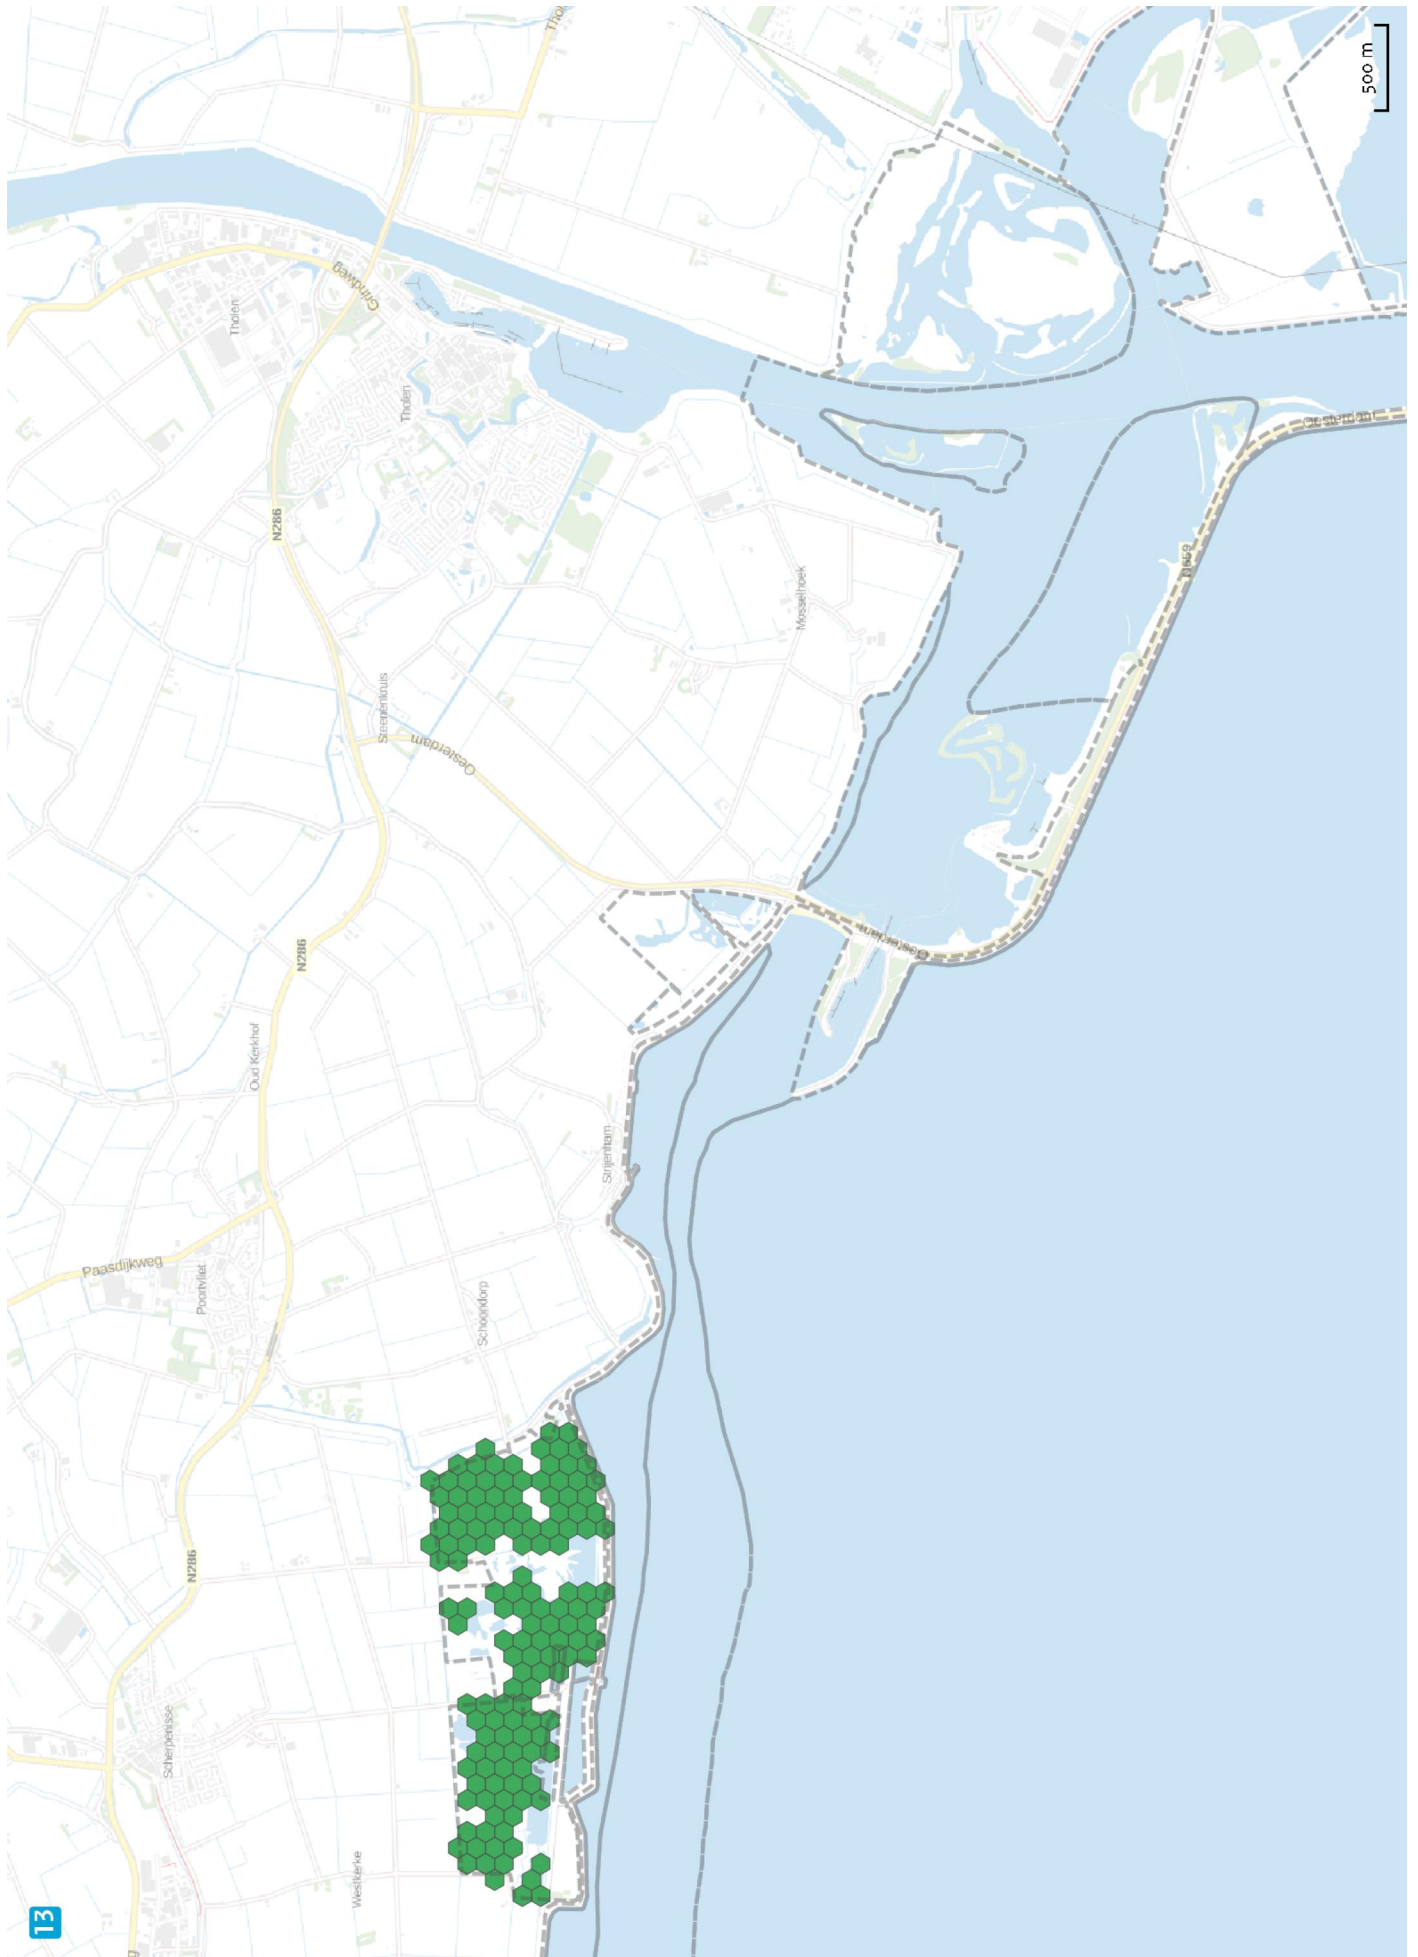 13
Scherpenisse
Westkerke
N286
Paasdijkweg
Poortvliet
Schoondorp
Strijenham
Oud Kerkhof
N286
Steenenkruis
Oesterdam
N286
Tholen
Tholen
Grindweg
Mosselhoek
Oesterdam
N659
Oesterdam
500 m